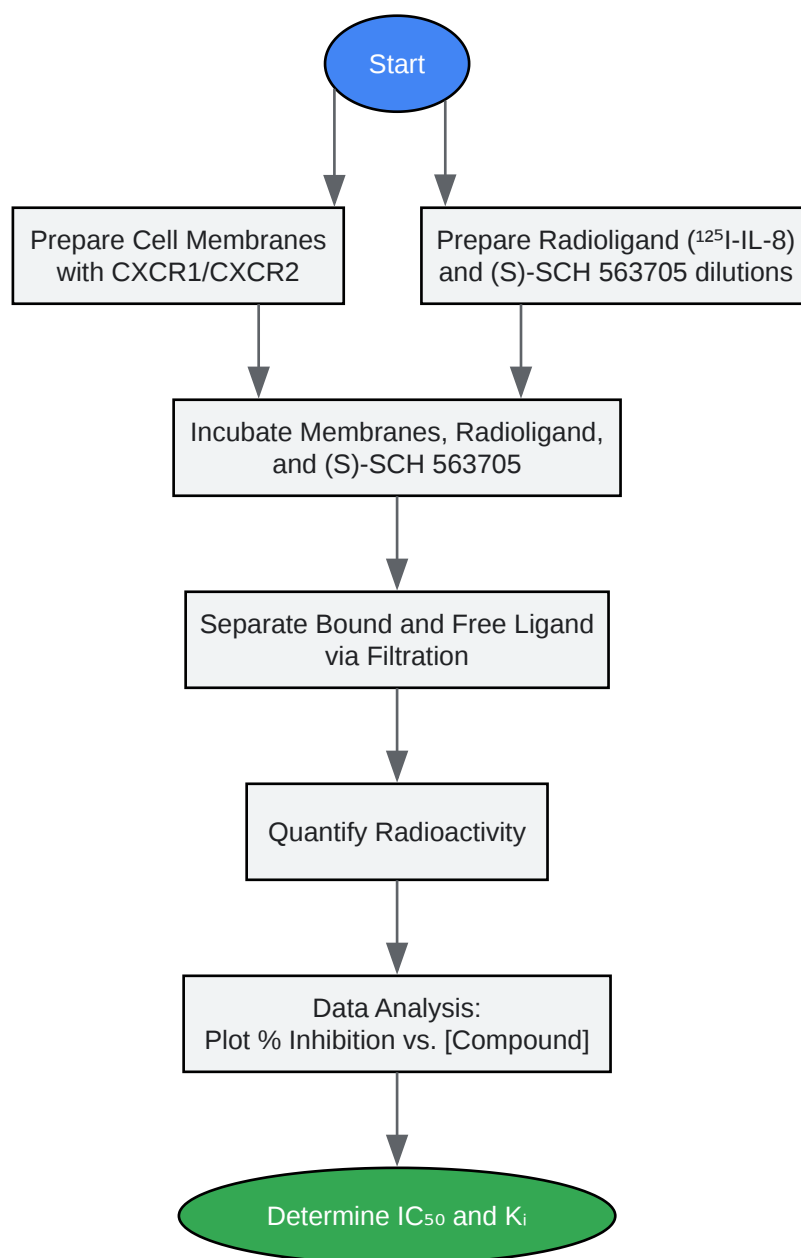 Start
Prepare Cell Membranes
with CXCR1/CXCR2
Prepare Radioligand (¹²⁵I-IL-8)
and (S)-SCH 563705 dilutions
Incubate Membranes, Radioligand,
and (S)-SCH 563705
Separate Bound and Free Ligand
via Filtration
Quantify Radioactivity
Data Analysis:
Plot % Inhibition vs. [Compound]
Determine IC₅₀ and Kᵢ